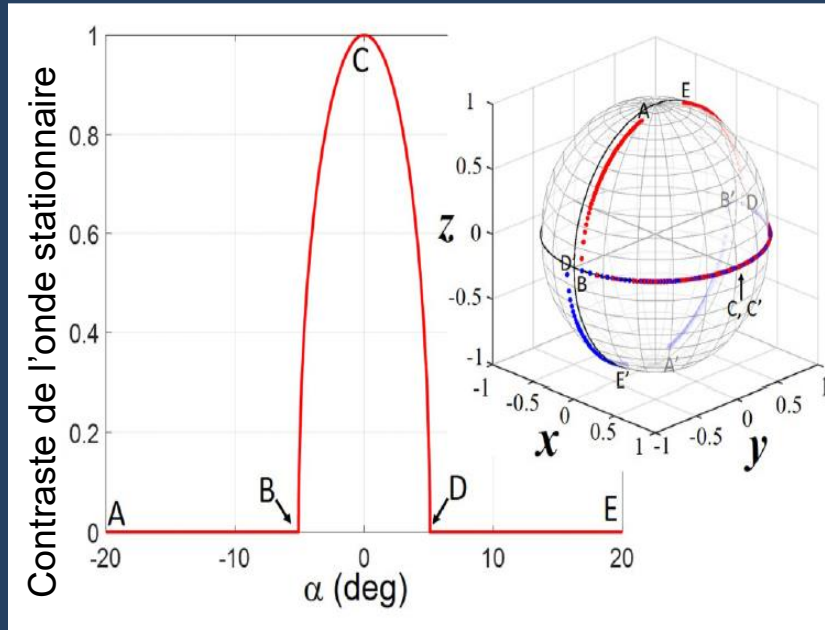 Contraste de l'onde stationnaire
1
0.8
0.6
0.4
0.2
0
-20
-10
0
10
20
α (deg)
A
B
C
D
E
z
1
0.5
0
-0.5
-1
-1
-0.5
0
0.5
1
x
-1
-0.5
0
0.5
1
y
E
A
B'
D
D'
B
C, C'
A'
E'